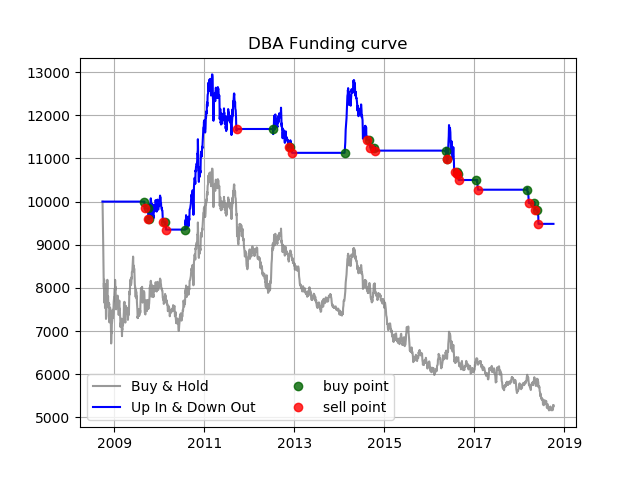 DBA Funding curve
13000
12000
11000
10000
9000
8000
7000
6000
5000
Buy & Hold
Up In & Down Out
buy point
sell point
2009 2011 2013 2015 2017 2019